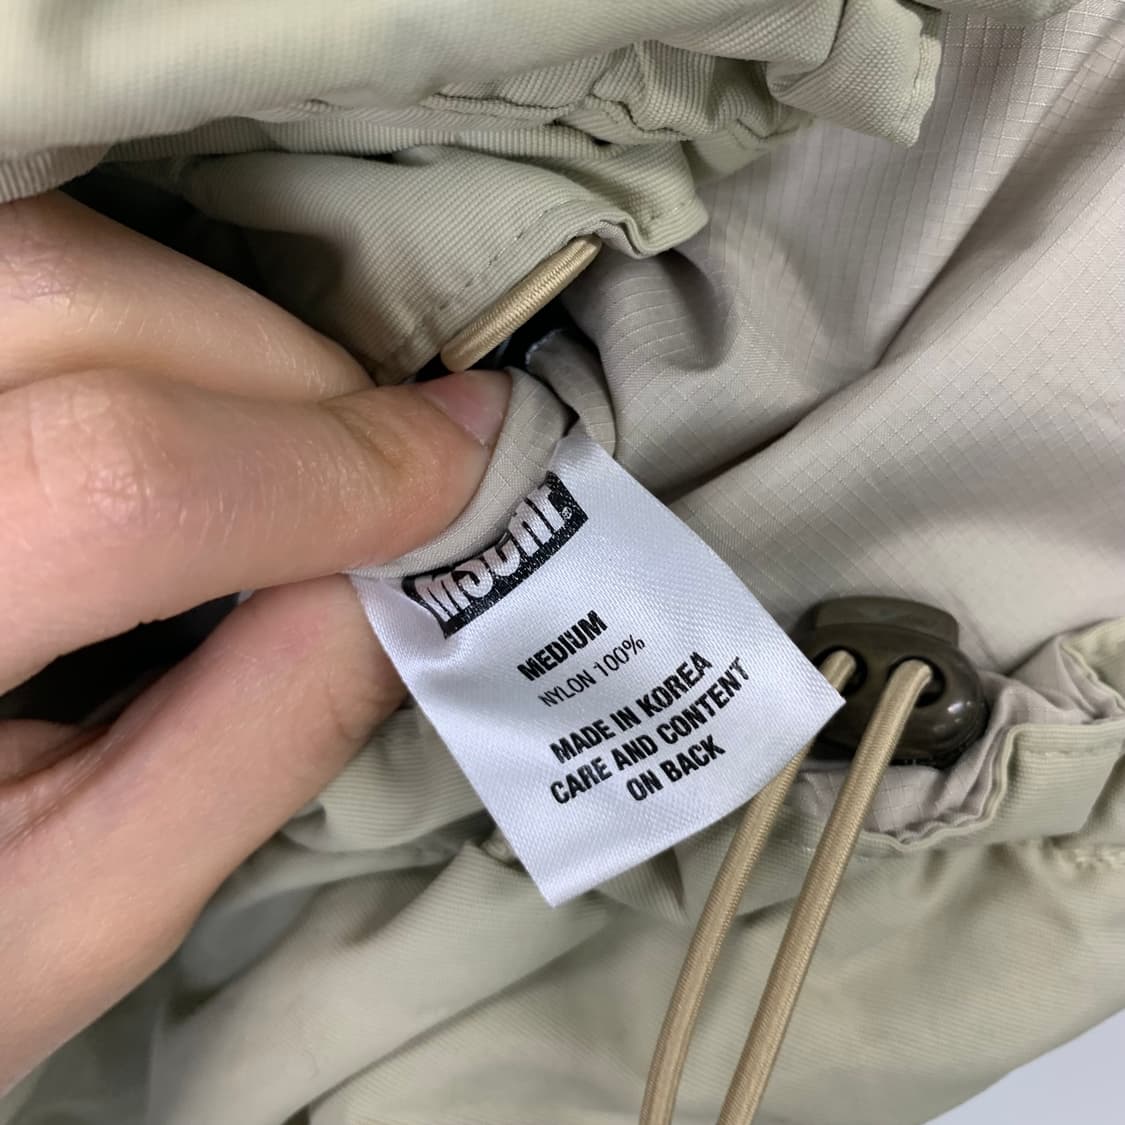 MSCHF®
MEDIUM
NYLON 100%
MADE IN KOREA
CARE AND CONTENT
ON BACK